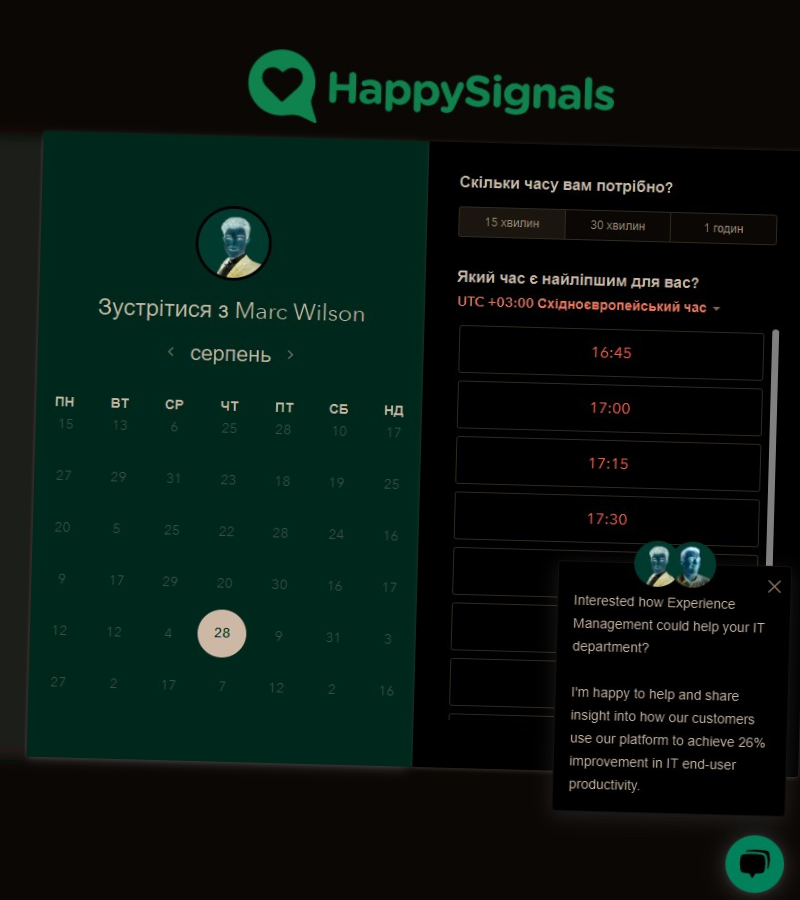 HappySignals
Зустрітися з Marc Wilson
серпень
ПН ВТ СР ЧТ ПТ СБ НД
15 13 6 25 28 10 17
27 29 31 23 18 19 25
20 5 25 22 28 24 16
9 17 29 20 30 16 17
12 12 4 28 9 31 3
27 2 17 7 12 2 16
Скільки часу вам потрібно?
15 хвилин 30 хвилин 1 годин
Який час є найліпшим для вас?
UTC +03:00 Східноєвропейський час
16:45
17:00
17:15
17:30
Interested how Experience
Management could help your IT
department?
I'm happy to help and share
insight into how our customers
use our platform to achieve 26%
improvement in IT end-user
productivity.